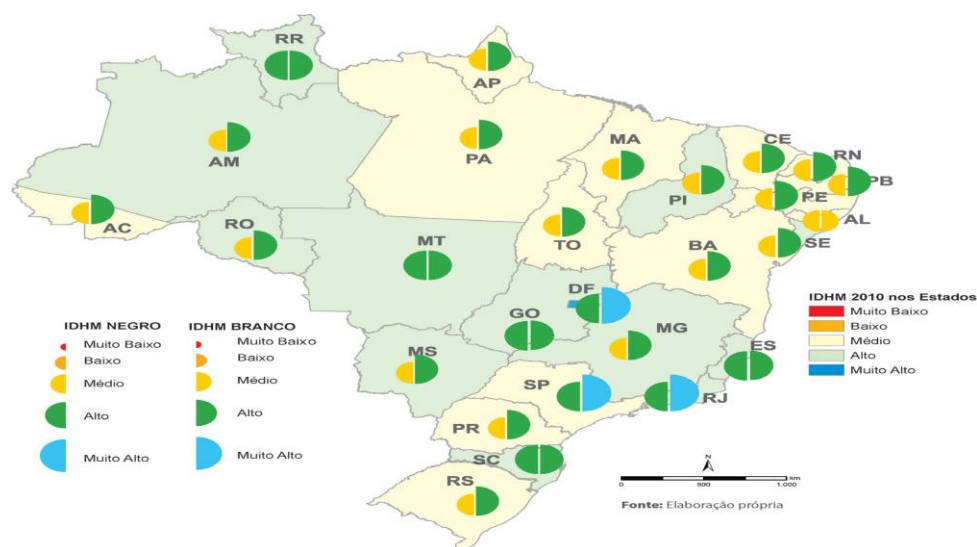 RR
AP
AM
PA
MA
CE
RN
PB
PI
PE
AL
SE
AC
RO
TO
BA
MT
DF
GO
MG
ES
MS
SP
RJ
PR
SC
RS
IDHM NEGRO
Muito Baixo
Baixo
Médio
Alto
Muito Alto
IDHM BRANCO
Muito Baixo
Baixo
Médio
Alto
Muito Alto
IDHM 2010 nos Estados
Muito Baixo
Baixo
Médio
Alto
Muito Alto
N
0 500 1.000
km
Fonte: Elaboração própria